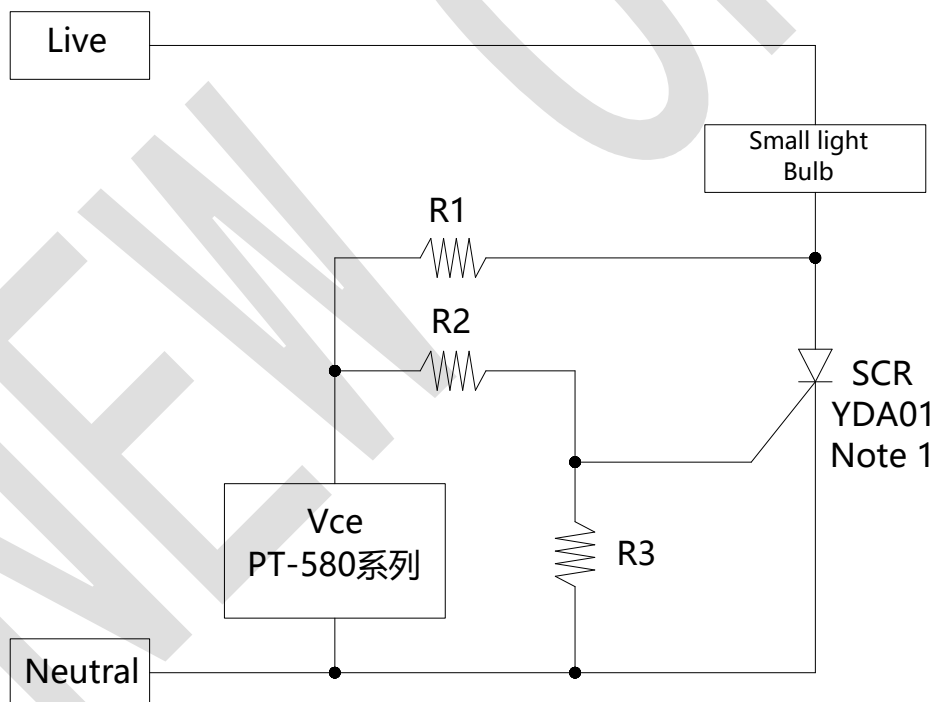 Live
Small light
Bulb
R1
R2
SCR
YDA01
Note 1
Vce
PT-580系列
R3
Neutral
NEW